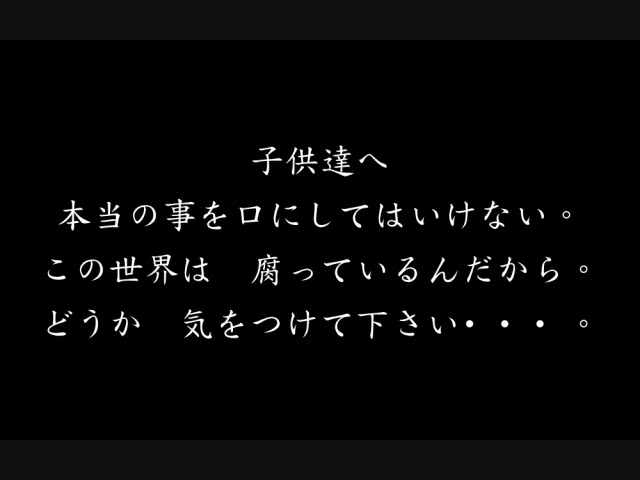 子供達へ
本当の事を口にしてはいけない。
この世界は　腐っているんだから。
どうか　気をつけて下さい・・・。